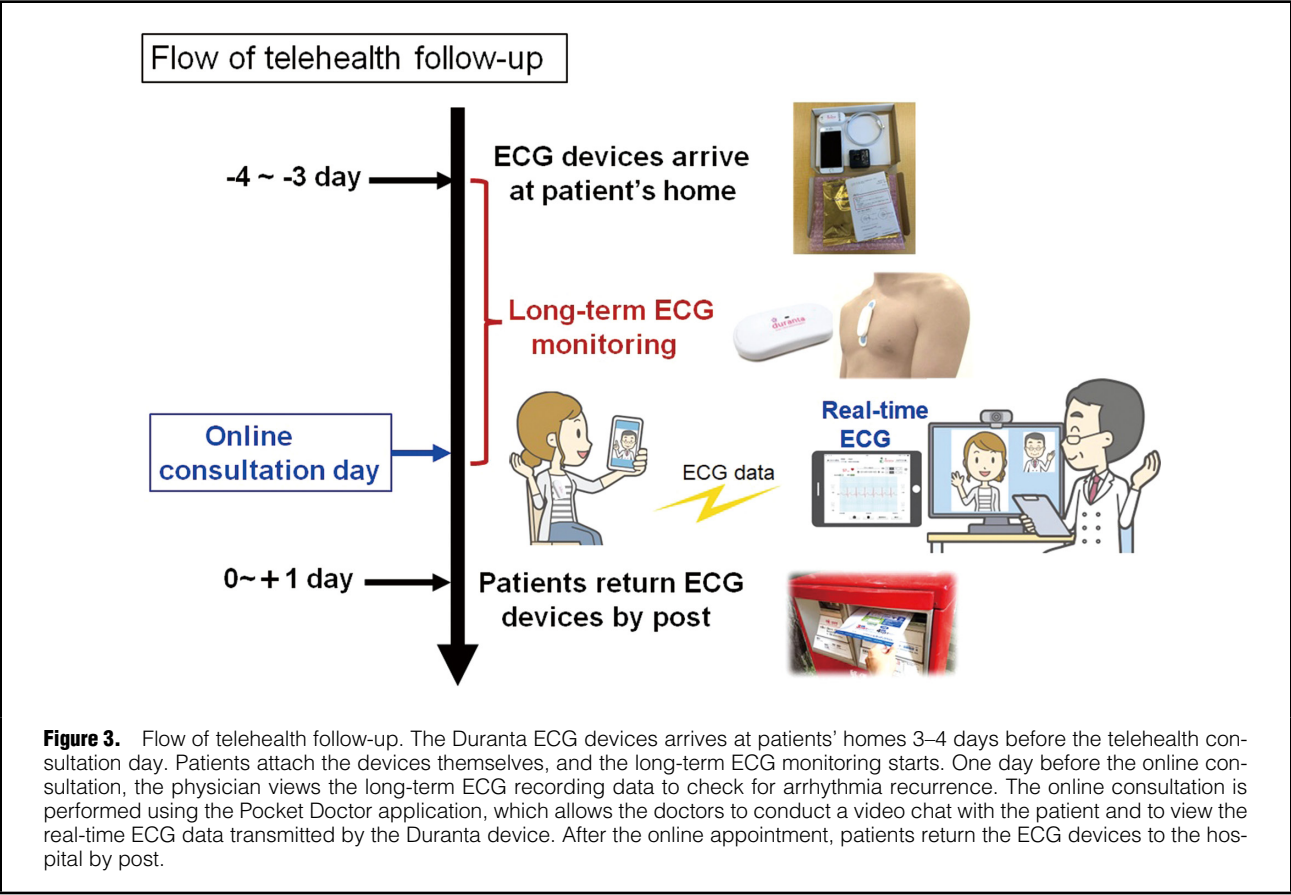 Flow of telehealth follow-up
-4 ~ -3 day
ECG devices arrive
at patient's home
Long-term ECG
monitoring
duranta
Online
consultation day
Real-time
ECG
ECG data
0~+1 day
Patients return ECG
devices by post
Figure 3. Flow of telehealth follow-up. The Duranta ECG devices arrives at patients' homes 3–4 days before the telehealth con-
sultation day. Patients attach the devices themselves, and the long-term ECG monitoring starts. One day before the online con-
sultation, the physician views the long-term ECG recording data to check for arrhythmia recurrence. The online consultation is
performed using the Pocket Doctor application, which allows the doctors to conduct a video chat with the patient and to view the
real-time ECG data transmitted by the Duranta device. After the online appointment, patients return the ECG devices to the hos-
pital by post.